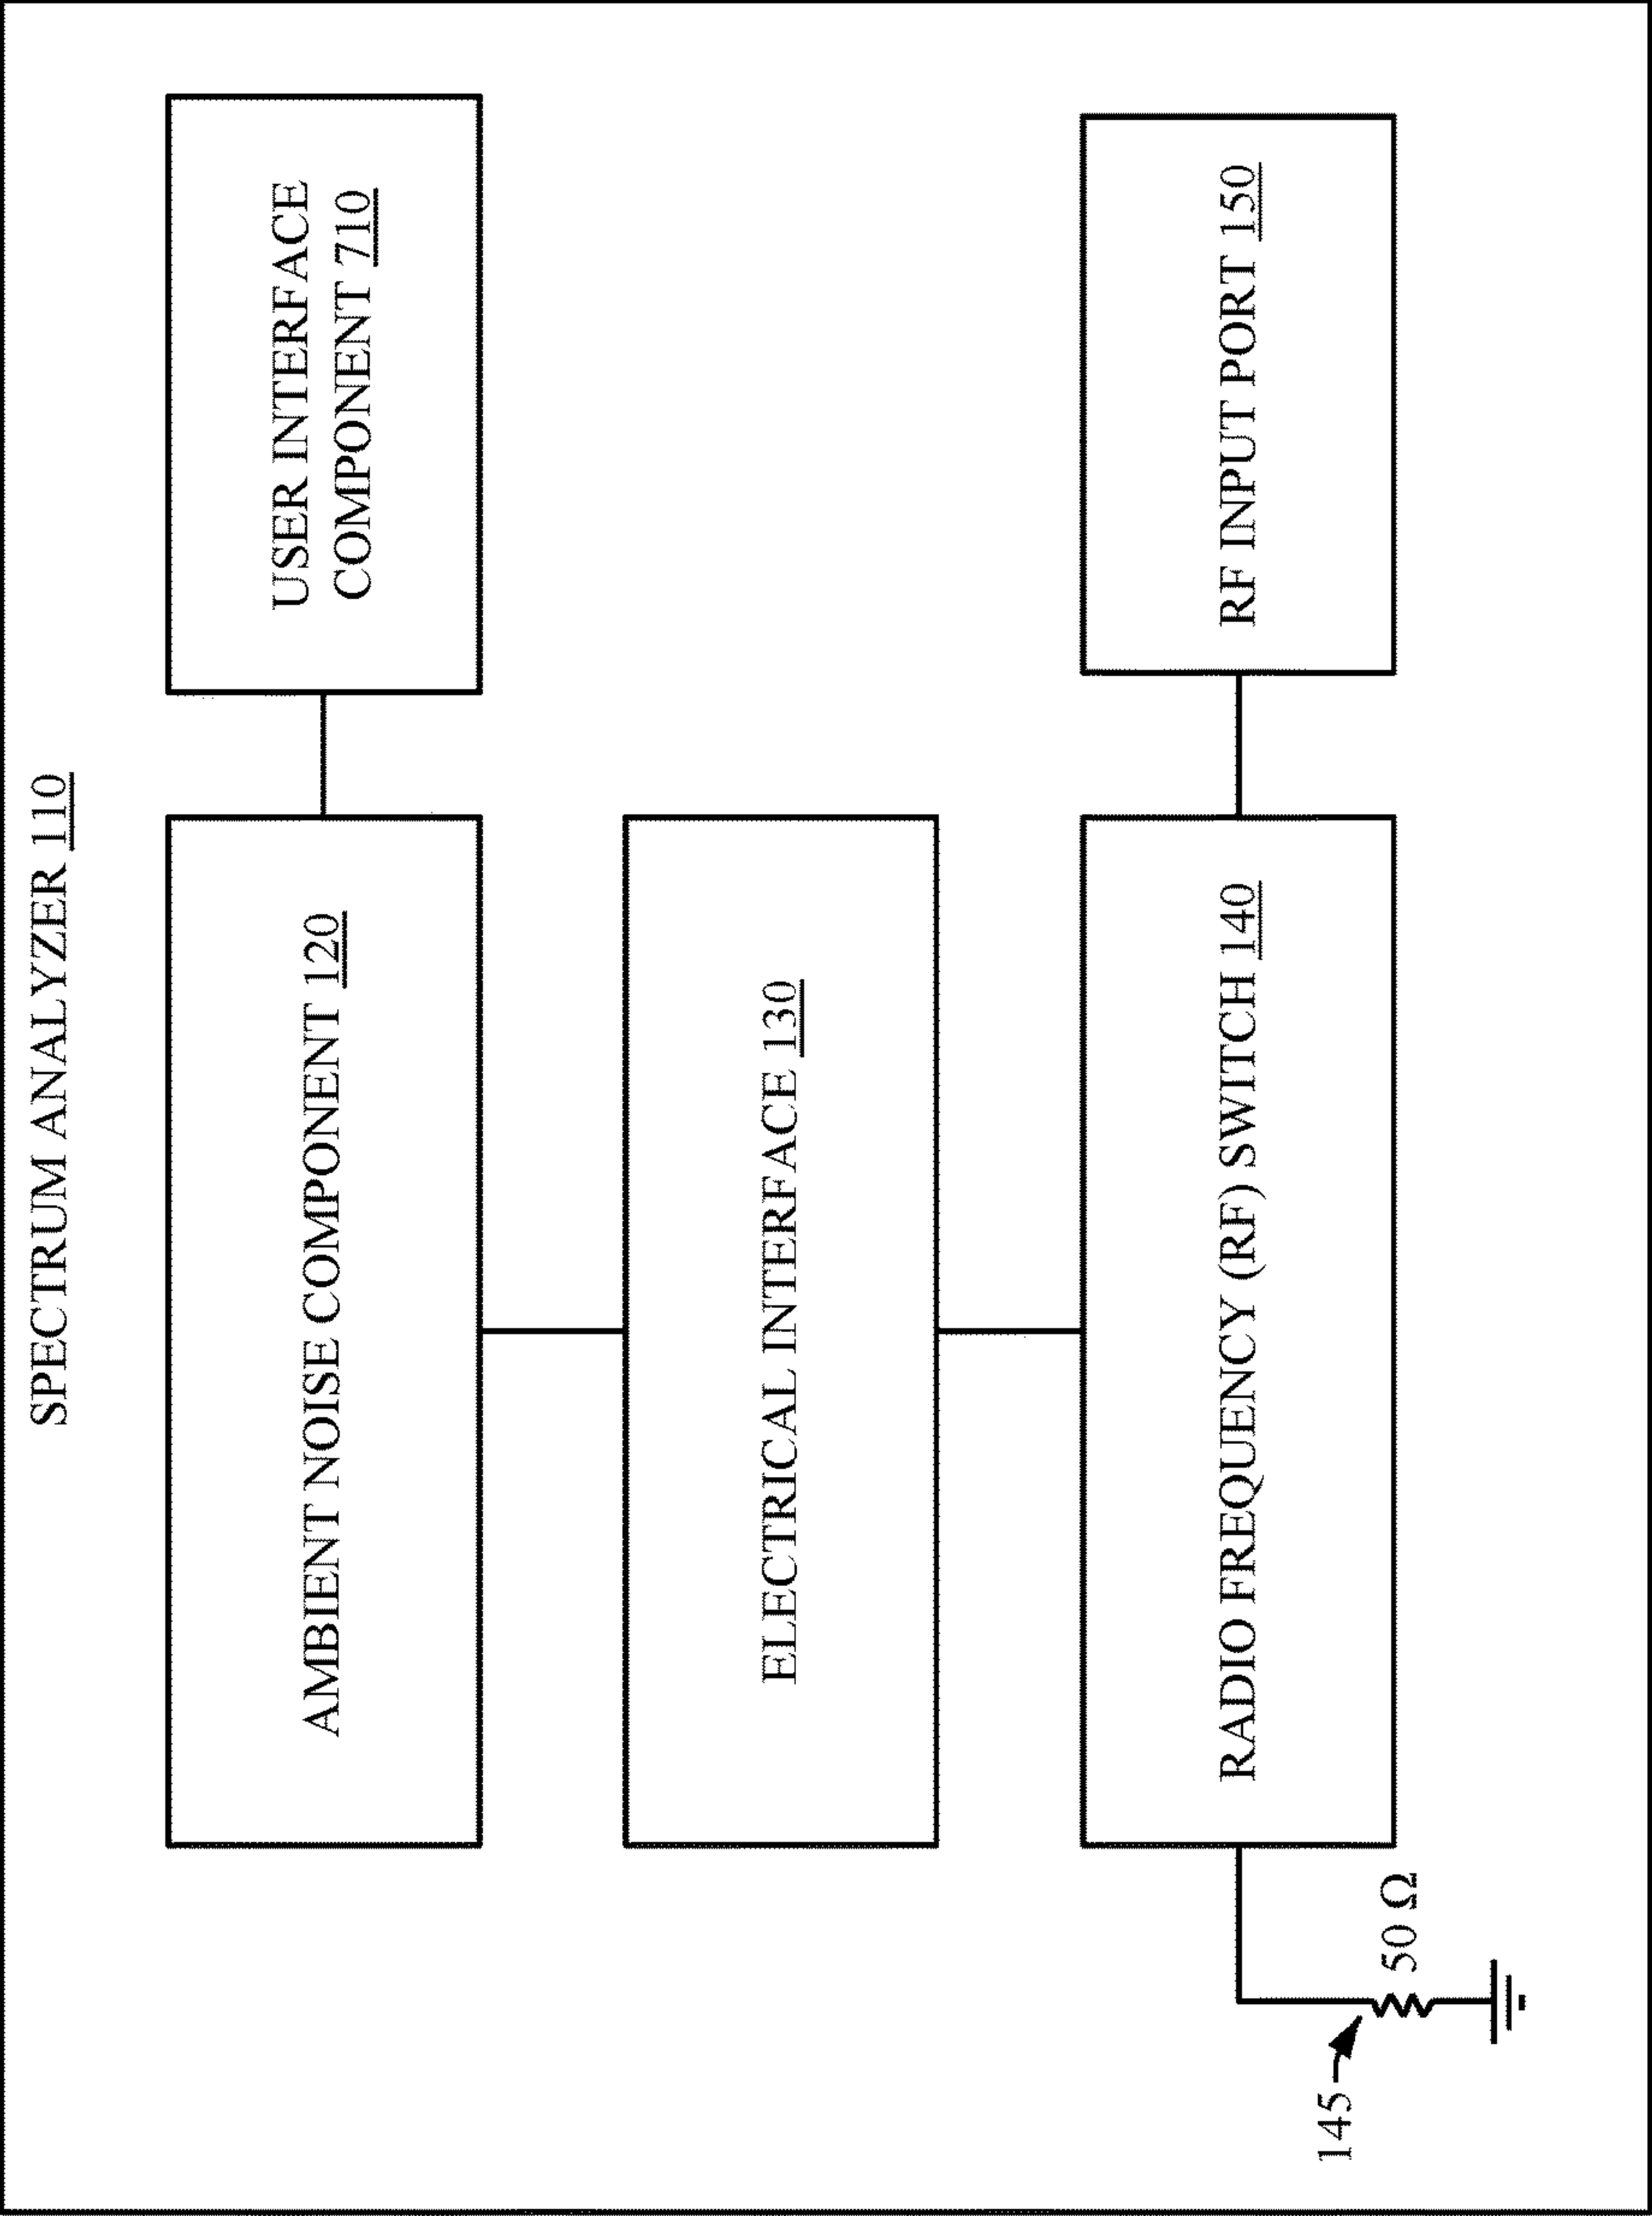 SPECTRUM ANALYZER 110
AMBIENT NOISE COMPONENT 120
USER INTERFACE
COMPONENT 710
ELECTRICAL INTERFACE 130
RADIO FREQUENCY (RF) SWITCH 140
RF INPUT PORT 150
145
50 Ω